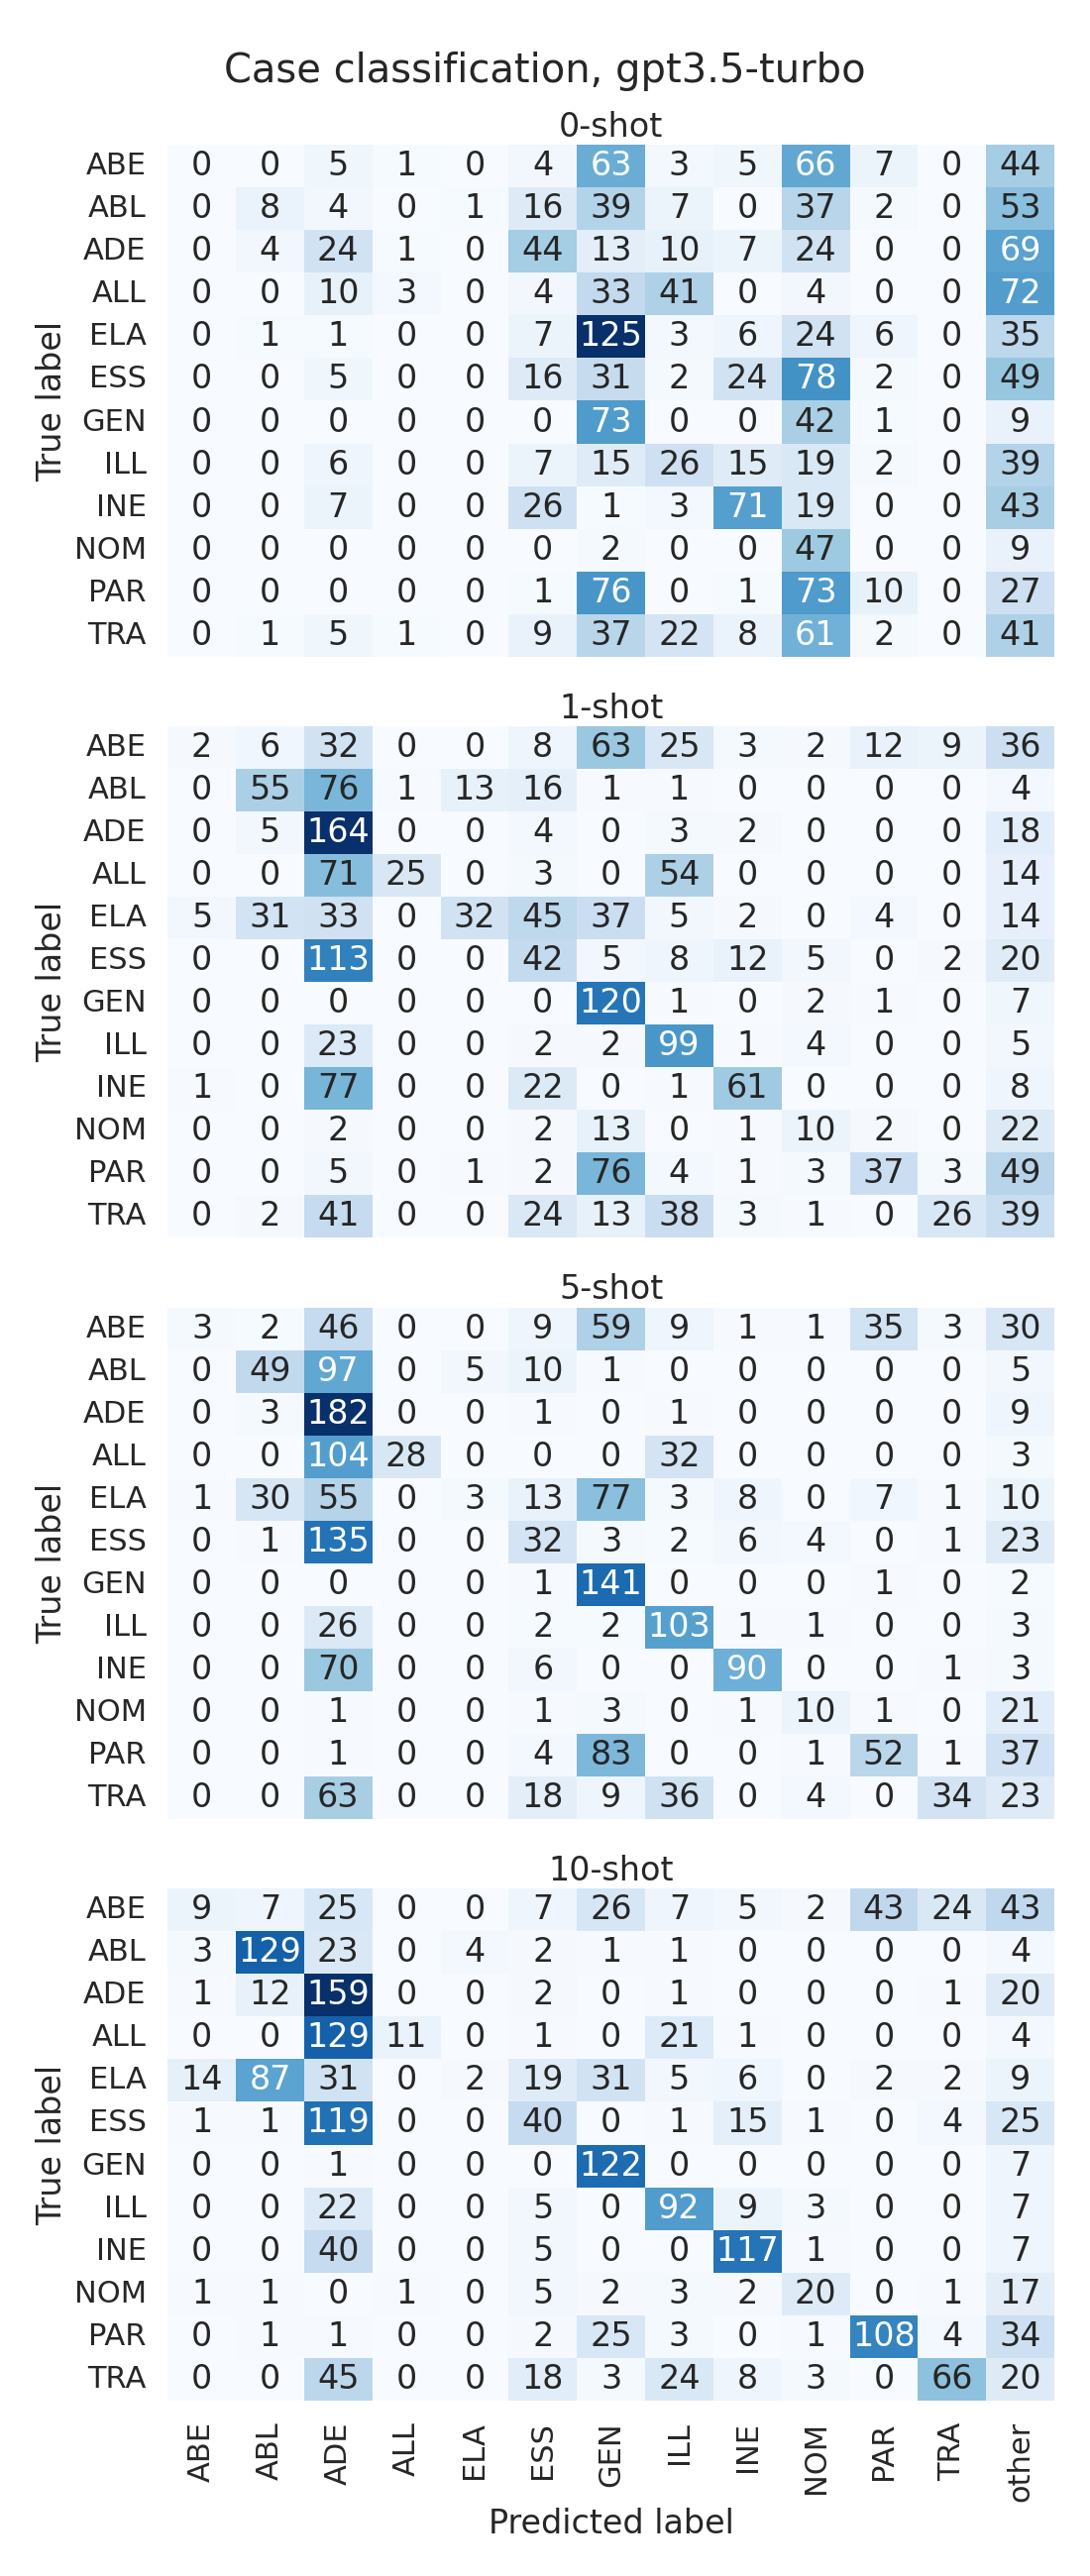 Case classification, gpt3.5-turbo
0-shot
ABE 0 0 5 1 0 4 63 3 5 66 7 0 44
ABL 0 8 4 0 1 16 39 7 0 37 2 0 53
ADE 0 4 24 1 0 44 13 10 7 24 0 0 69
ALL 0 0 10 3 0 4 33 41 0 4 0 0 72
ELA 0 1 1 0 0 7 125 3 6 24 6 0 35
ESS 0 0 5 0 0 16 31 2 24 78 2 0 49
GEN 0 0 0 0 0 0 73 0 0 42 1 0 9
ILL 0 0 6 0 0 7 15 26 15 19 2 0 39
INE 0 0 7 0 0 26 1 3 71 19 0 0 43
NOM 0 0 0 0 0 0 2 0 0 47 0 0 9
PAR 0 0 0 0 0 1 76 0 1 73 10 0 27
TRA 0 1 5 1 0 9 37 22 8 61 2 0 41
True label
1-shot
ABE 2 6 32 0 0 8 63 25 3 2 12 9 36
ABL 0 55 76 1 13 16 1 1 0 0 0 0 4
ADE 0 5 164 0 0 4 0 3 2 0 0 0 18
ALL 0 0 71 25 0 3 0 54 0 0 0 0 14
ELA 5 31 33 0 32 45 37 5 2 0 4 0 14
ESS 0 0 113 0 0 42 5 8 12 5 0 2 20
GEN 0 0 0 0 0 0 120 1 0 2 1 0 7
ILL 0 0 23 0 0 2 2 99 1 4 0 0 5
INE 1 0 77 0 0 22 0 1 61 0 0 0 8
NOM 0 0 2 0 0 2 13 0 1 10 2 0 22
PAR 0 0 5 0 1 2 76 4 1 3 37 3 49
TRA 0 2 41 0 0 24 13 38 3 1 0 26 39
True label
5-shot
ABE 3 2 46 0 0 9 59 9 1 1 35 3 30
ABL 0 49 97 0 5 10 1 0 0 0 0 0 5
ADE 0 3 182 0 0 1 0 1 0 0 0 0 9
ALL 0 0 104 28 0 0 0 32 0 0 0 0 3
ELA 1 30 55 0 3 13 77 3 8 0 7 1 10
ESS 0 1 135 0 0 32 3 2 6 4 0 1 23
GEN 0 0 0 0 0 1 141 0 0 0 1 0 2
ILL 0 0 26 0 0 2 2 103 1 1 0 0 3
INE 0 0 70 0 0 6 0 0 90 0 0 1 3
NOM 0 0 1 0 0 1 3 0 1 10 1 0 21
PAR 0 0 1 0 0 4 83 0 0 1 52 1 37
TRA 0 0 63 0 0 18 9 36 0 4 0 34 23
True label
10-shot
ABE 9 7 25 0 0 7 26 7 5 2 43 24 43
ABL 3 129 23 0 4 2 1 1 0 0 0 0 4
ADE 1 12 159 0 0 2 0 1 0 0 0 1 20
ALL 0 0 129 11 0 1 0 21 1 0 0 0 4
ELA 14 87 31 0 2 19 31 5 6 0 2 2 9
ESS 1 1 119 0 0 40 0 1 15 1 0 4 25
GEN 0 0 1 0 0 0 122 0 0 0 0 0 7
ILL 0 0 22 0 0 5 0 92 9 3 0 0 7
INE 0 0 40 0 0 5 0 0 117 1 0 0 7
NOM 1 1 0 1 0 5 2 3 2 20 0 1 17
PAR 0 1 1 0 0 2 25 3 0 1 108 4 34
TRA 0 0 45 0 0 18 3 24 8 3 0 66 20
True label
ABE ABL ADE ALL ELA ESS GEN ILL INE NOM PAR TRA other
Predicted label